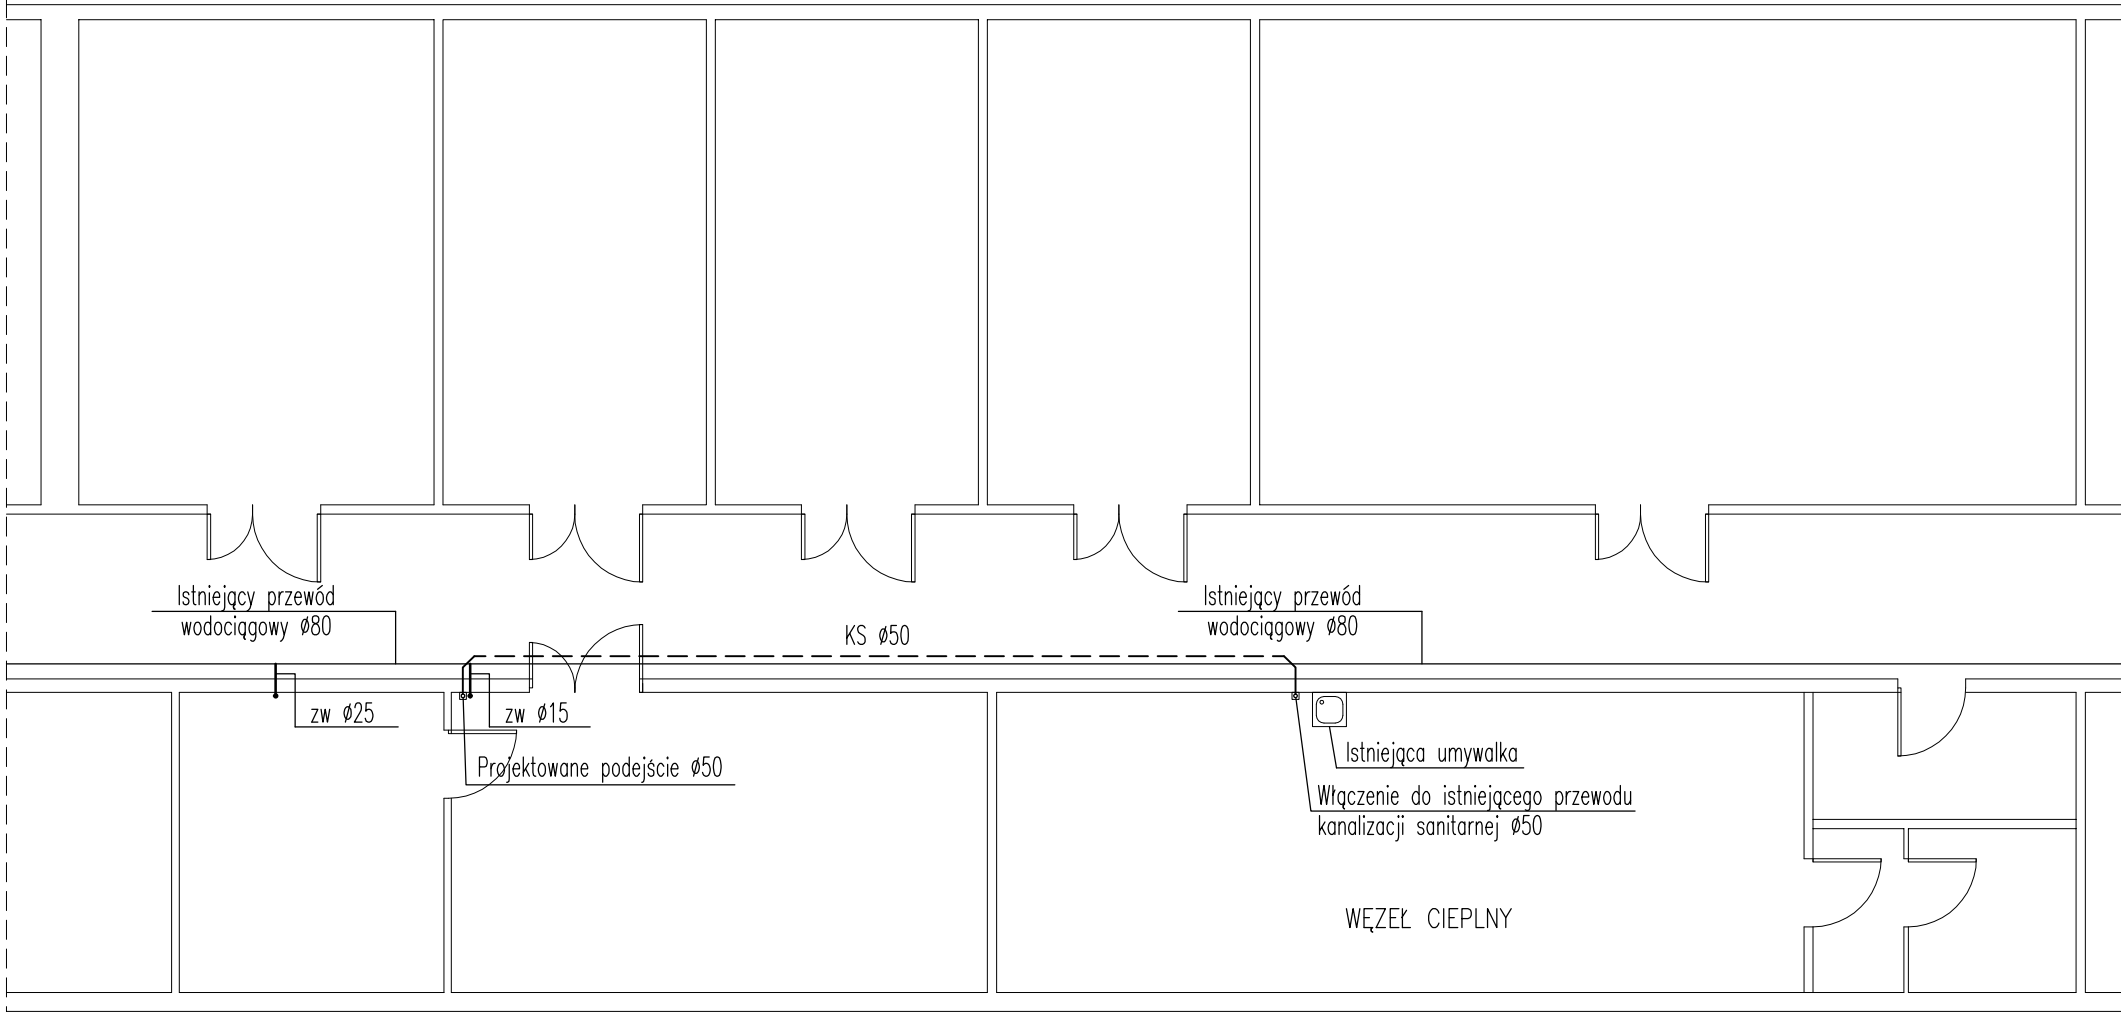 Istniejący przewód
wodociągowy ø80
Istniejący przewód
wodociągowy ø80
KS ø50
zw ø25
zw ø15
Projektowane podejście ø50
Istniejąca umywalka
Włączenie do istniejącego przewodu
kanalizacji sanitarnej ø50
WĘZEŁ CIEPLNY